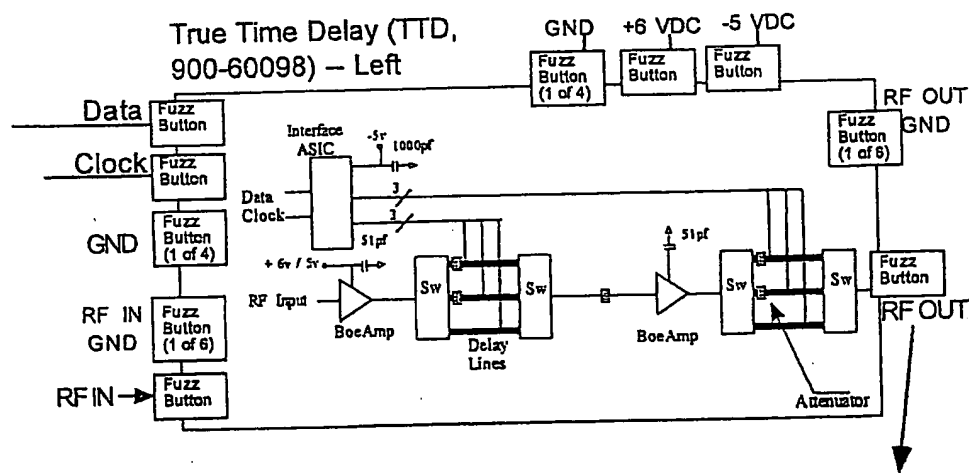 True Time Delay (TTD,
900-60098) – Left
GND
+6 VDC
-5 VDC
Fuzz
Button
(1 of 4)
Fuzz
Button
Fuzz
Button
Data
Fuzz
Button
Clock
Fuzz
Button
GND
Fuzz
Button
(1 of 4)
RF IN
GND
Fuzz
Button
(1 of 6)
RF IN
Fuzz
Button
RF OUT
GND
Fuzz
Button
(1 of 6)
Fuzz
Button
RF OUT
Interface
ASIC
-5v
1000pf
3
Data
Clock
3
51pf
+ 6v / 5v
RF Input
BoeAmp
Sw
Sw
Delay
Lines
51pf
BoeAmp
Sw
Sw
Attenuator